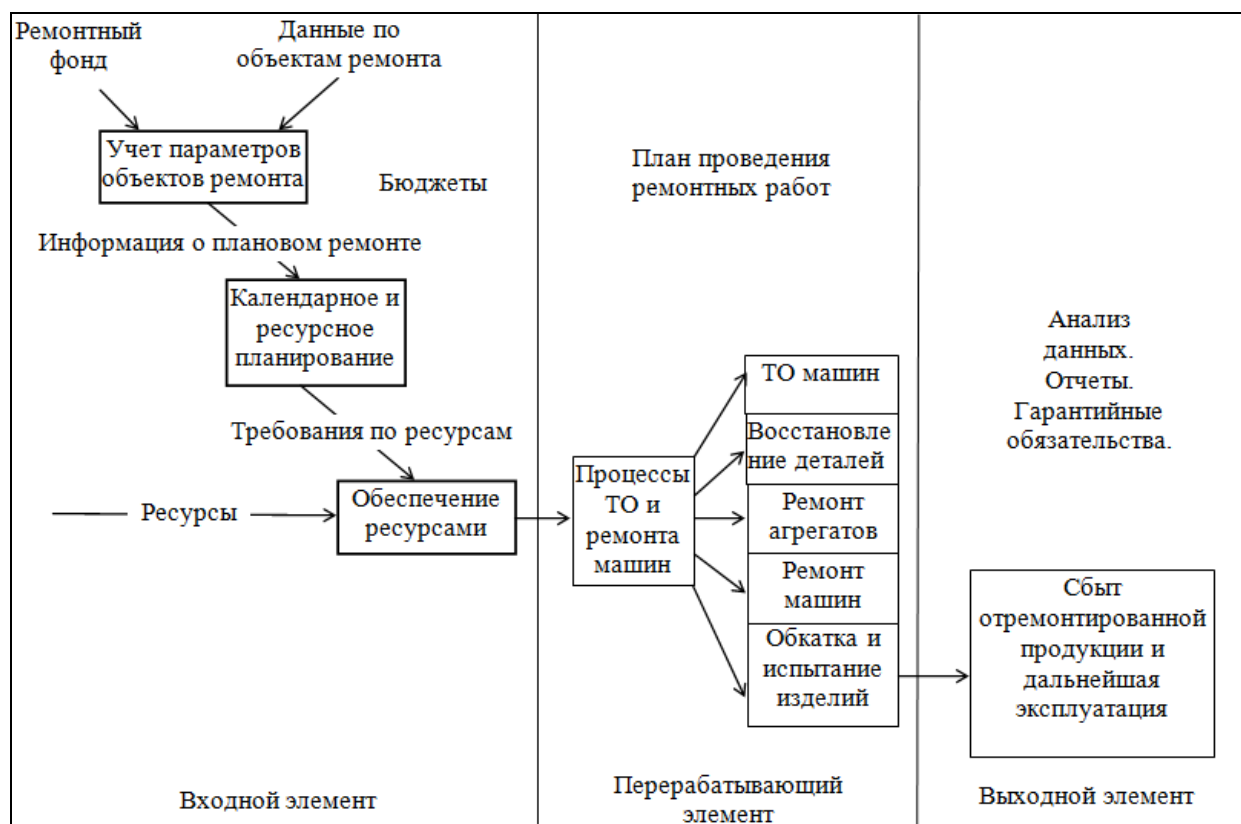 Ремонтный
фонд
Данные по
объектам ремонта
Учет параметров
объектов ремонта
Бюджеты
Информация о плановом ремонте
Календарное и
ресурсное
планирование
Требования по ресурсам
Ресурсы
Обеспечение
ресурсами
Входной элемент
План проведения
ремонтных работ
Процессы
ТО и
ремонта
машин
ТО машин
Восстановле
ние деталей
Ремонт
агрегатов
Ремонт
машин
Обкатка и
испытание
изделий
Перерабатывающий
элемент
Анализ
данных.
Отчеты.
Гарантийные
обязательства.
Сбыт
отремонтированной
продукции и
дальнейшая
эксплуатация
Выходной элемент